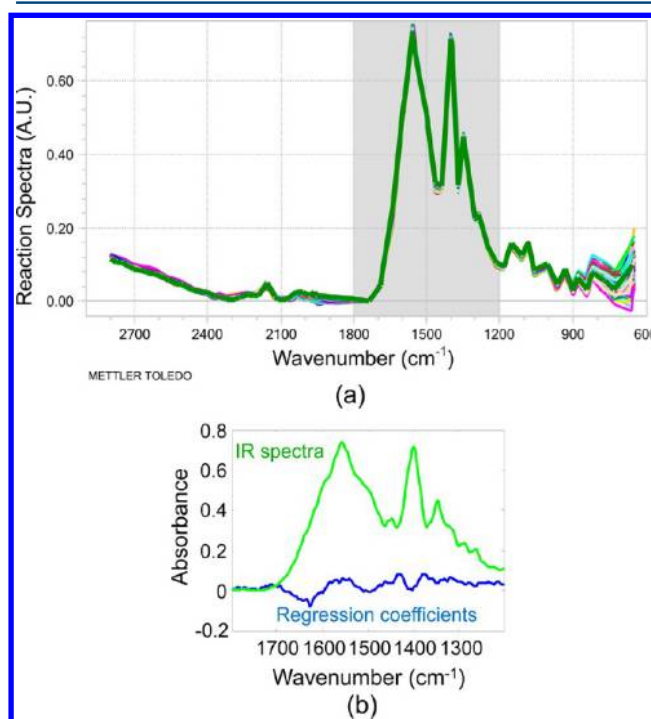 Reaction Spectra (A.U.)
0.60
0.40
0.20
0.00
2700 2400 2100 1800 1500 1200 900 600
Wavenumber (cm-1)
METTLER TOLEDO
(a)
Absorbance
0.8
0.6
0.4
0.2
0
-0.2
IR spectra
Regression coefficients
1700 1600 1500 1400 1300
Wavenumber (cm-1)
(b)